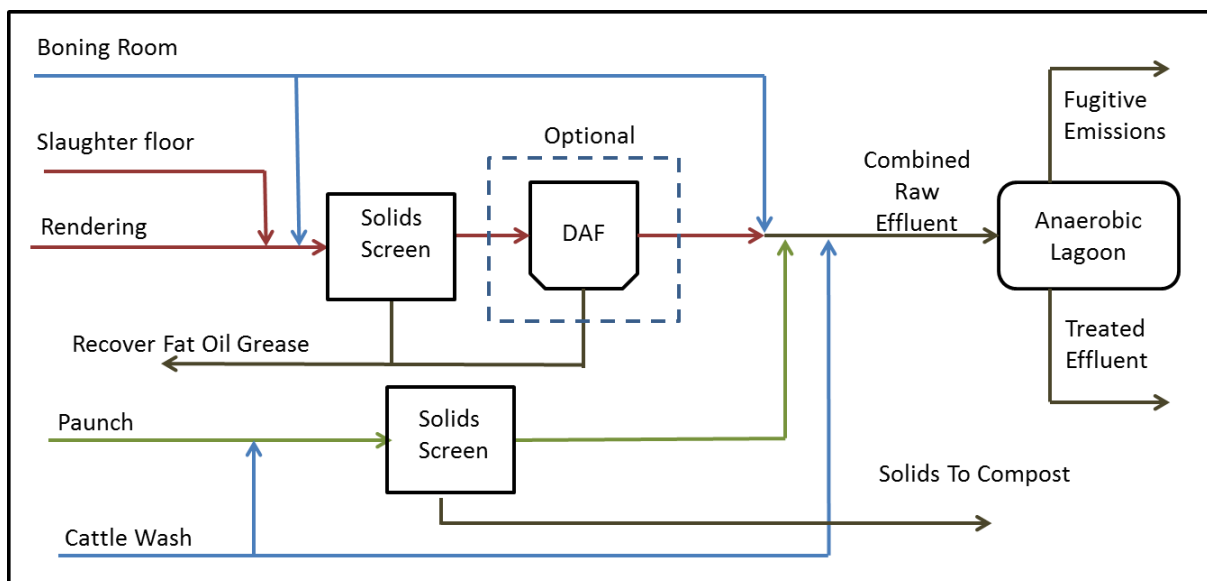 Boning Room
Slaughter floor
Rendering
Solids
Screen
Optional
DAF
Combined
Raw
Effluent
Fugitive
Emissions
Anaerobic
Lagoon
Treated
Effluent
Recover Fat Oil Grease
Paunch
Solids
Screen
Solids To Compost
Cattle Wash